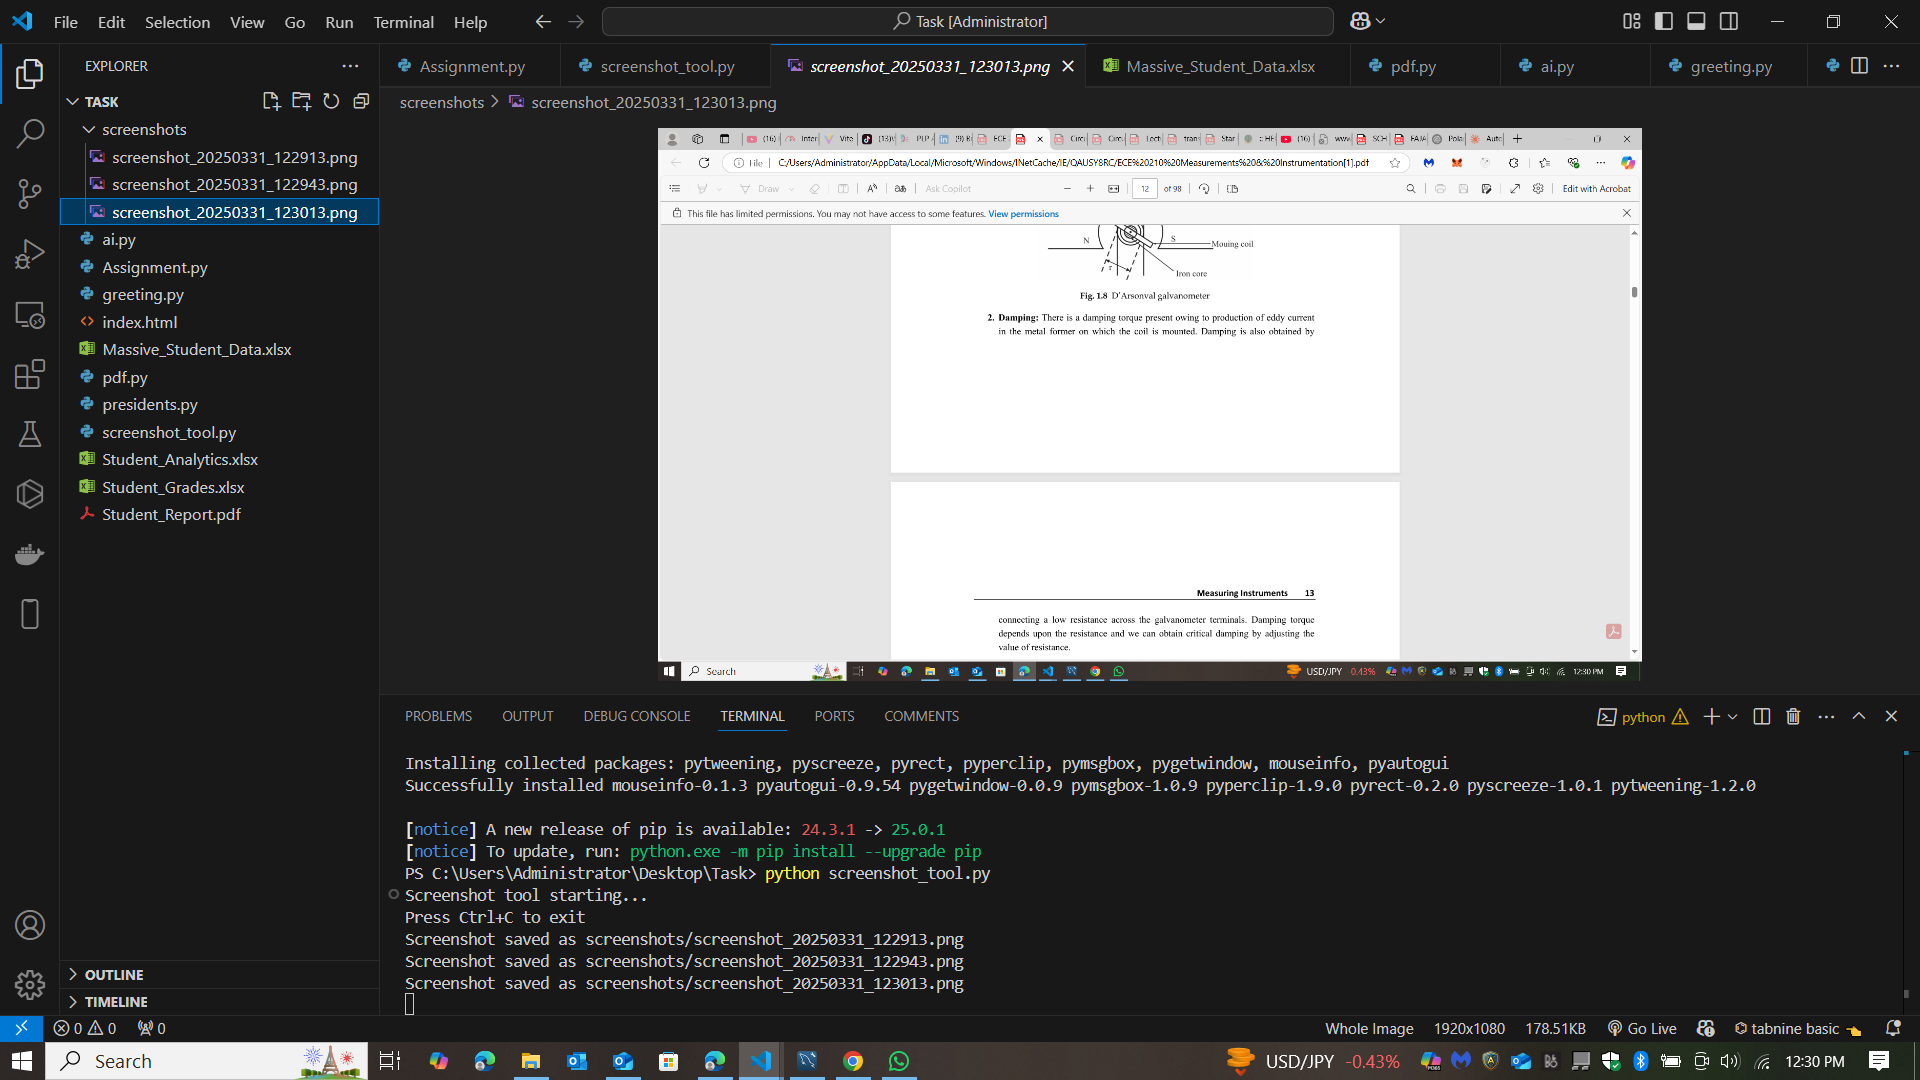 File Edit Selection View Go Run Terminal Help
Task [Administrator]
EXPLORER
TASK
screenshots
screenshot_20250331_122913.png
screenshot_20250331_122943.png
screenshot_20250331_123013.png
ai.py
Assignment.py
greeting.py
index.html
Massive_Student_Data.xlsx
pdf.py
presidents.py
screenshot_tool.py
Student_Analytics.xlsx
Student_Grades.xlsx
Student_Report.pdf
OUTLINE
TIMELINE
Assignment.py screenshot_tool.py screenshot_20250331_123013.png Massive_Student_Data.xlsx pdf.py ai.py greeting.py
screenshots > screenshot_20250331_123013.png
File C:/Users/Administrator/AppData/Local/Microsoft/Windows/INetCache/IE/QAUSY8RC/ECE%20210%20Measurements%20&%20Instrumentation[1].pdf
Draw Ask Copilot 12 of 98 Edit with Acrobat
This file has limited permissions. You may not have access to some features. View permissions
N S Mouing coil
r
Iron core
Fig. 1.8 D'Arsonval galvanometer
2. Damping: There is a damping torque present owing to production of eddy current
in the metal former on which the coil is mounted. Damping is also obtained by
Measuring Instruments 13
connecting a low resistance across the galvanometer terminals. Damping torque
depends upon the resistance and we can obtain critical damping by adjusting the
value of resistance.
Search USD/JPY 0.43% 12:30 PM
PROBLEMS OUTPUT DEBUG CONSOLE TERMINAL PORTS COMMENTS
python
Installing collected packages: pytweening, pyscreeze, pyrect, pyperclip, pymsgbox, pygetwindow, mouseinfo, pyautogui
Successfully installed mouseinfo-0.1.3 pyautogui-0.9.54 pygetwindow-0.0.9 pymsgbox-1.0.9 pyperclip-1.9.0 pyrect-0.2.0 pyscreeze-1.0.1 pytweening-1.2.0
[notice] A new release of pip is available: 24.3.1 -> 25.0.1
[notice] To update, run: python.exe -m pip install --upgrade pip
PS C:\Users\Administrator\Desktop\Task> python screenshot_tool.py
Screenshot tool starting...
Press Ctrl+C to exit
Screenshot saved as screenshots/screenshot_20250331_122913.png
Screenshot saved as screenshots/screenshot_20250331_122943.png
Screenshot saved as screenshots/screenshot_20250331_123013.png
0 0 0 Whole Image 1920x1080 178.51KB Go Live tabnine basic
Search USD/JPY -0.43% 12:30 PM